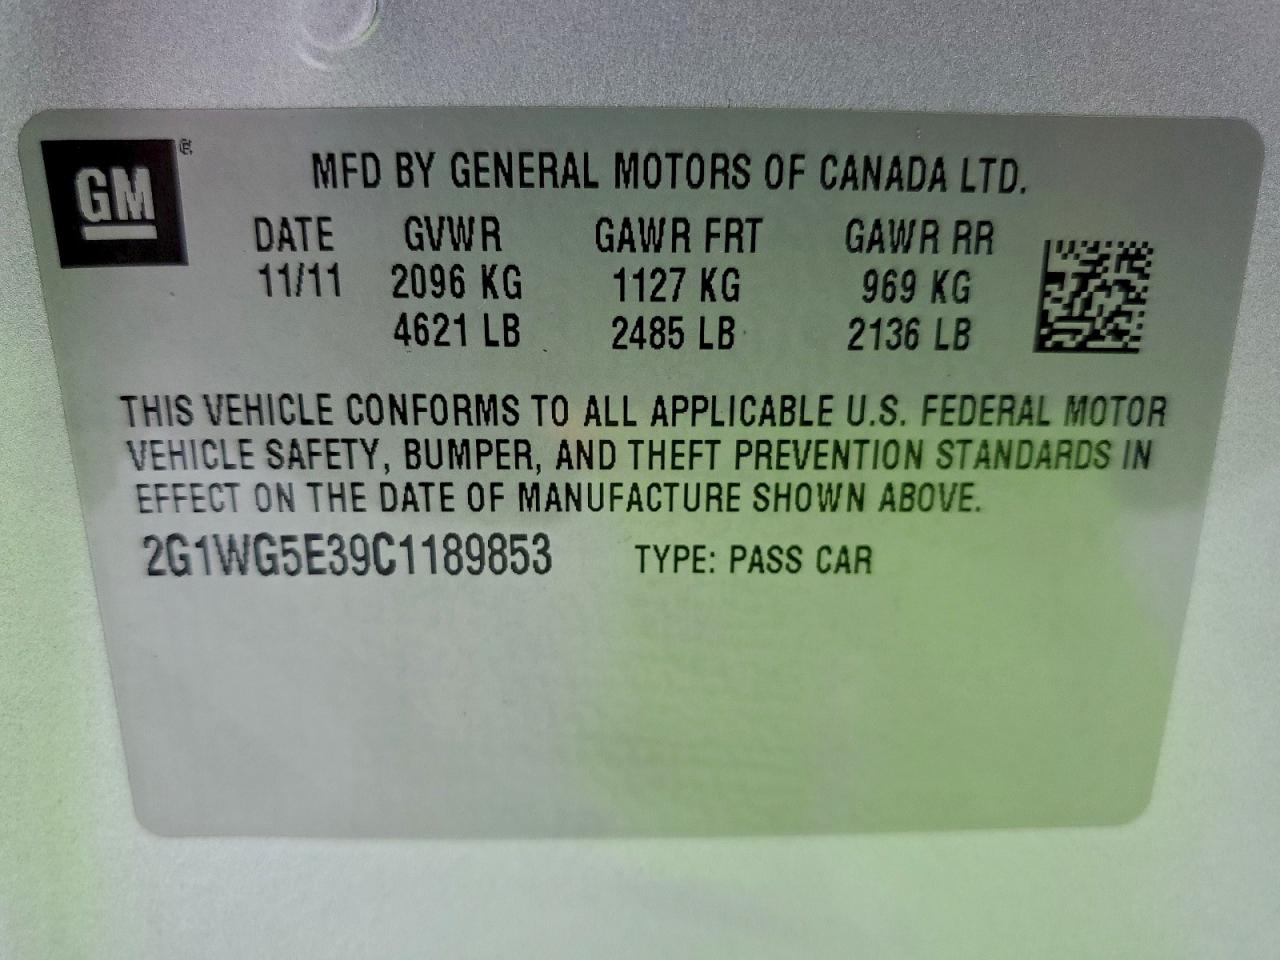 GM®
MFD BY GENERAL MOTORS OF CANADA LTD.
DATE GVWR GAWR FRT GAWR RR
11/11 2096 KG 1127 KG 969 KG
4621 LB 2485 LB 2136 LB
THIS VEHICLE CONFORMS TO ALL APPLICABLE U.S. FEDERAL MOTOR
VEHICLE SAFETY, BUMPER, AND THEFT PREVENTION STANDARDS IN
EFFECT ON THE DATE OF MANUFACTURE SHOWN ABOVE.
2G1WG5E39C1189853 TYPE: PASS CAR